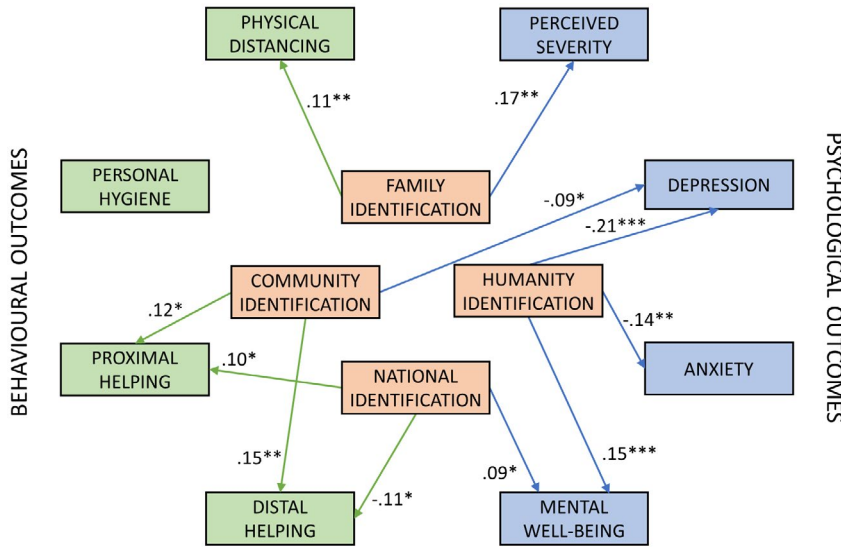 PHYSICAL
DISTANCING
PERCEIVED
SEVERITY
.11**
.17**
BEHAVIOURAL OUTCOMES
PSYCHOLOGICAL OUTCOMES
PERSONAL
HYGIENE
FAMILY
IDENTIFICATION
DEPRESSION
-.09*
-.21***
COMMUNITY
IDENTIFICATION
HUMANITY
IDENTIFICATION
.12*
-.14**
PROXIMAL
HELPING
.10*
NATIONAL
IDENTIFICATION
ANXIETY
.15**
-.11*
.09*
.15***
DISTAL
HELPING
MENTAL
WELL-BEING